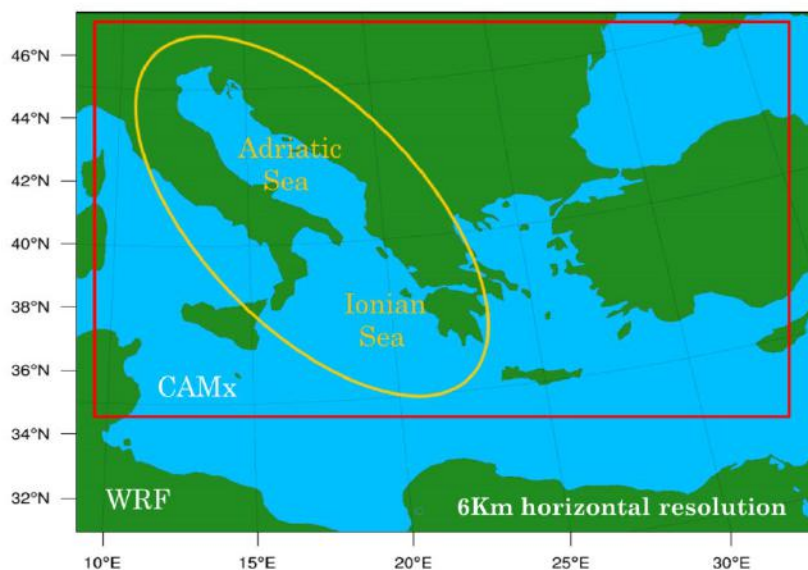 46°N
44°N
42°N
40°N
38°N
36°N
34°N
32°N
Adriatic
Sea
Ionian
Sea
CAMx
WRF
6Km horizontal resolution
10°E
15°E
20°E
25°E
30°E